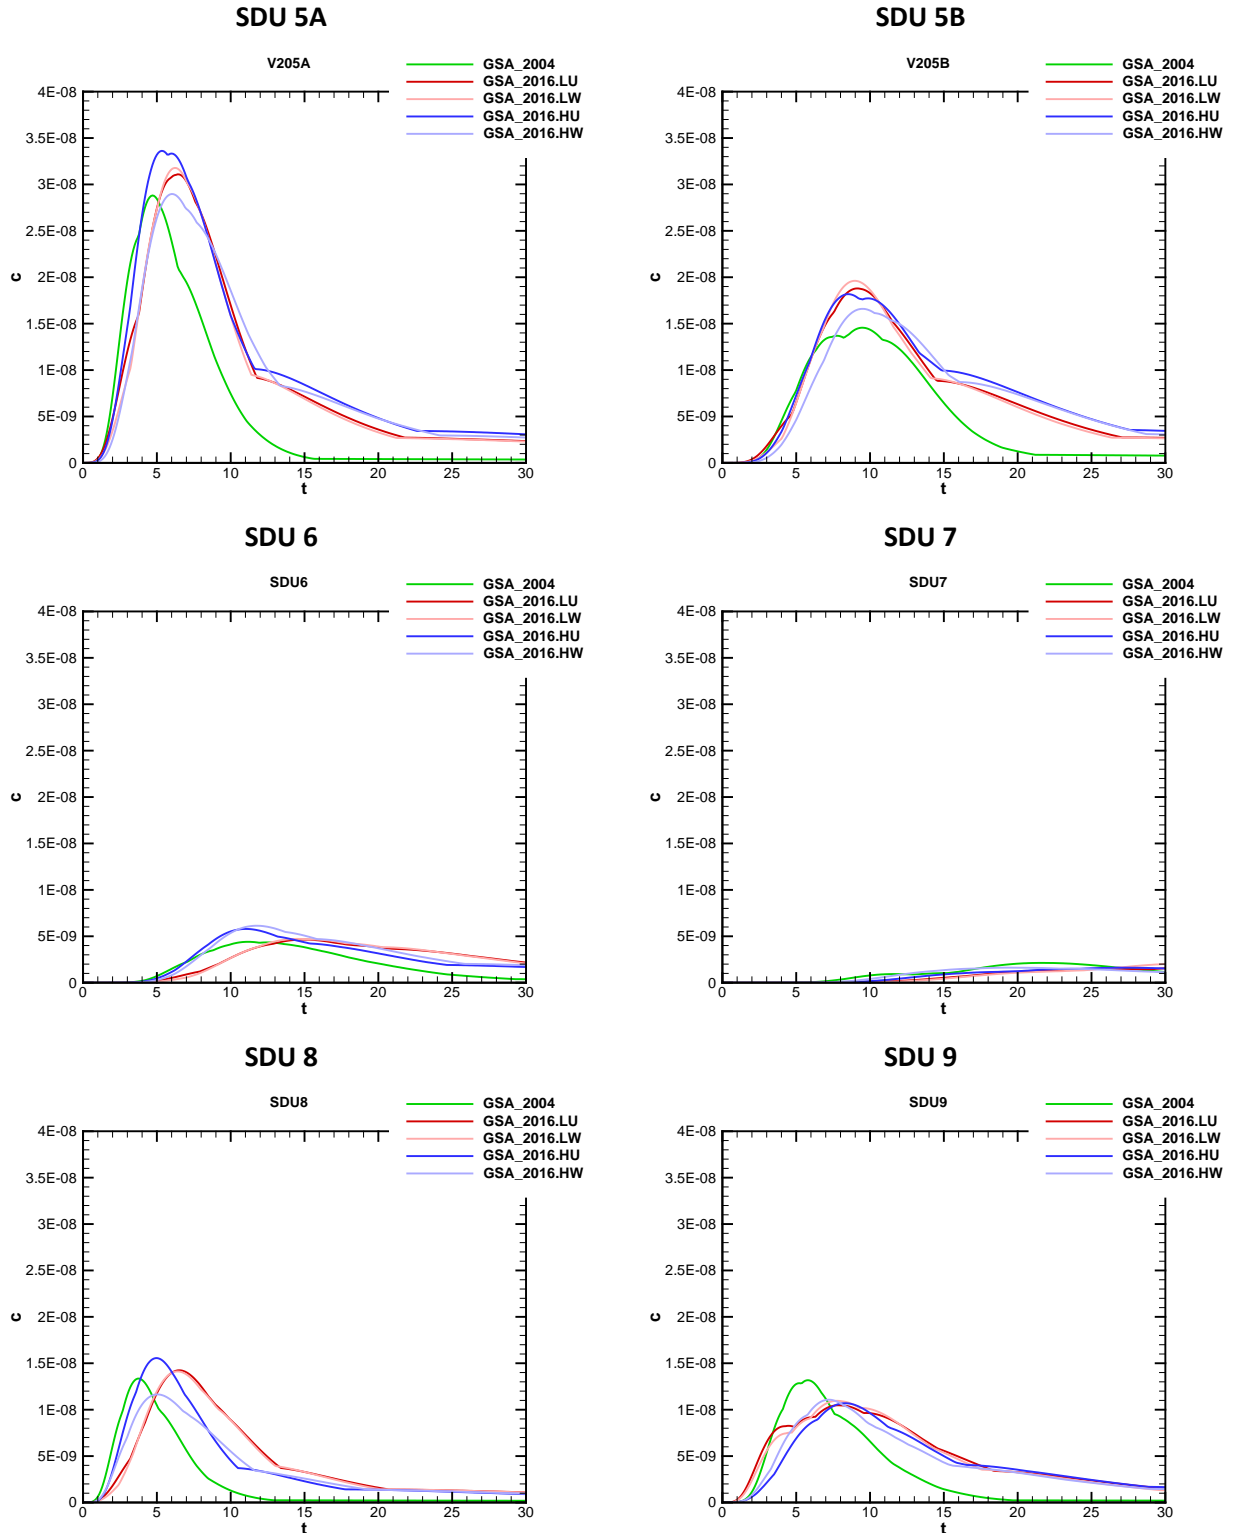 SDU 5A
V205A
GSA_2004
GSA_2016.LU
GSA_2016.LW
GSA_2016.HU
GSA_2016.HW
4E-08
3.5E-08
3E-08
2.5E-08
2E-08
1.5E-08
1E-08
5E-09
0
c
0 5 10 15 20 25 30
t
SDU 5B
V205B
GSA_2004
GSA_2016.LU
GSA_2016.LW
GSA_2016.HU
GSA_2016.HW
4E-08
3.5E-08
3E-08
2.5E-08
2E-08
1.5E-08
1E-08
5E-09
0
c
0 5 10 15 20 25 30
t
SDU 6
SDU6
GSA_2004
GSA_2016.LU
GSA_2016.LW
GSA_2016.HU
GSA_2016.HW
4E-08
3.5E-08
3E-08
2.5E-08
2E-08
1.5E-08
1E-08
5E-09
0
c
0 5 10 15 20 25 30
t
SDU 7
SDU7
GSA_2004
GSA_2016.LU
GSA_2016.LW
GSA_2016.HU
GSA_2016.HW
4E-08
3.5E-08
3E-08
2.5E-08
2E-08
1.5E-08
1E-08
5E-09
0
c
0 5 10 15 20 25 30
t
SDU 8
SDU8
GSA_2004
GSA_2016.LU
GSA_2016.LW
GSA_2016.HU
GSA_2016.HW
4E-08
3.5E-08
3E-08
2.5E-08
2E-08
1.5E-08
1E-08
5E-09
0
c
0 5 10 15 20 25 30
t
SDU 9
SDU9
GSA_2004
GSA_2016.LU
GSA_2016.LW
GSA_2016.HU
GSA_2016.HW
4E-08
3.5E-08
3E-08
2.5E-08
2E-08
1.5E-08
1E-08
5E-09
0
c
0 5 10 15 20 25 30
t